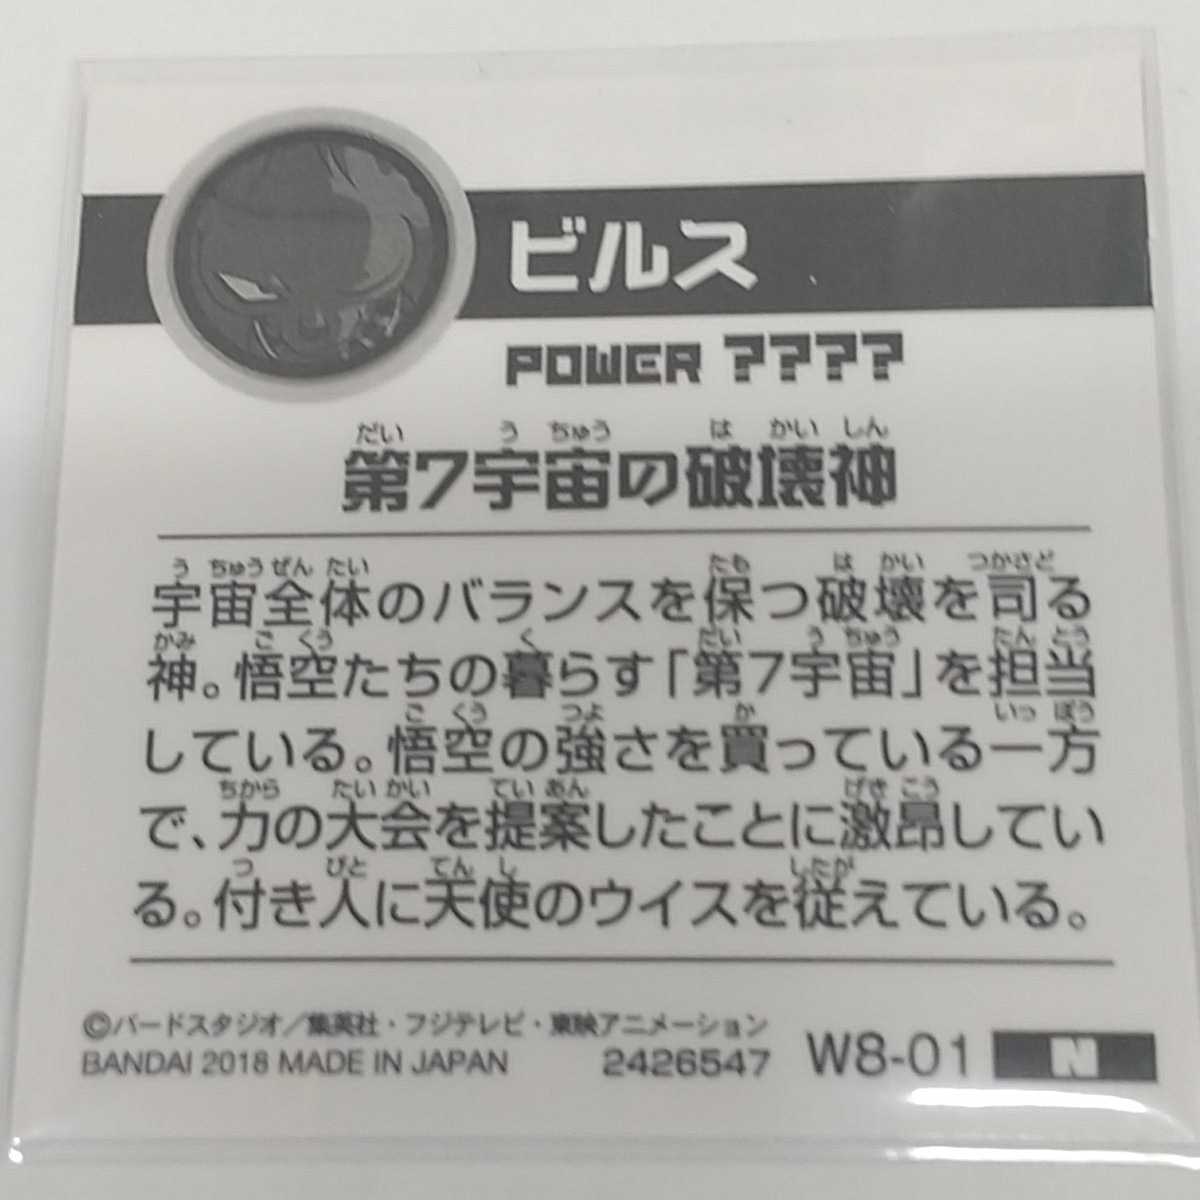 ビルス
POWER ????
だい う ちゅう は かい しん
第7宇宙の破壊神
う ちゅう ぜん たい たも は かい つかさど
宇宙全体のバランスを保つ破壊を司る
かみ ご くう く だい う ちゅう たん とう
神。悟空たちの暮らす「第7宇宙」を担当
ご くう つよ か いっ ぽう
している。悟空の強さを買っている一方
ちから たい かい てい あん げき こう
で、力の大会を提案したことに激昂してい
つ びと てん し したが
る。付き人に天使のウイスを従えている。
©バードスタジオ/集英社・フジテレビ・東映アニメーション
BANDAI 2018 MADE IN JAPAN 2426547 W8-01 N